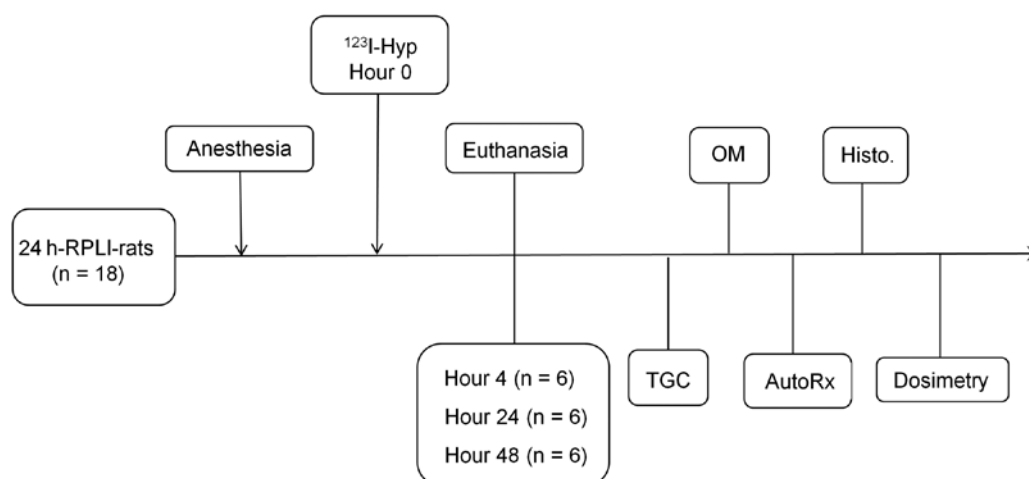 ¹²³I-Hyp
Hour 0
Anesthesia
Euthanasia
OM
Histo.
24 h-RPLI-rats
(n = 18)
Hour 4 (n = 6)
Hour 24 (n = 6)
Hour 48 (n = 6)
TGC
AutoRx
Dosimetry